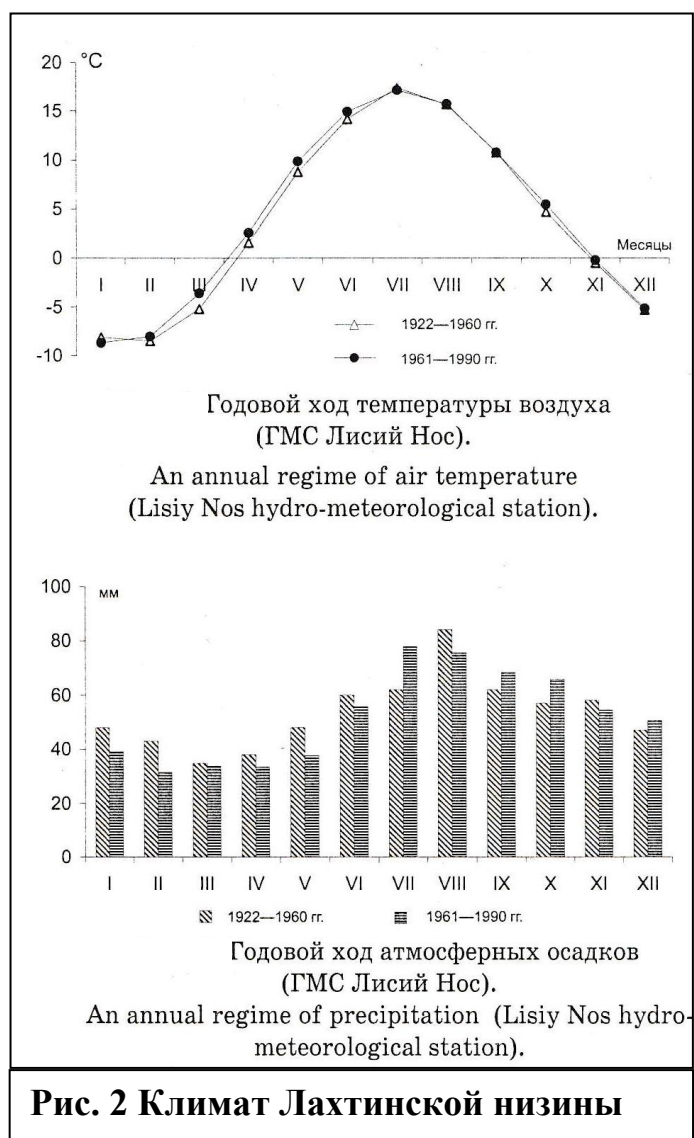 20 °C
15
10
5
0
Месяцы
I II III IV V VI VII VIII IX X XI XII
-5
1922—1960 гг.
-10
1961—1990 гг.
Годовой ход температуры воздуха
(ГМС Лисий Нос).
An annual regime of air temperature
(Lisiy Nos hydro-meteorological station).
100
мм
80
60
40
20
0
I II III IV V VI VII VIII IX X XI XII
1922—1960 гг. 1961—1990 гг.
Годовой ход атмосферных осадков
(ГМС Лисий Нос).
An annual regime of precipitation (Lisiy Nos hydro-
meteorological station).
Рис. 2 Климат Лахтинской низины